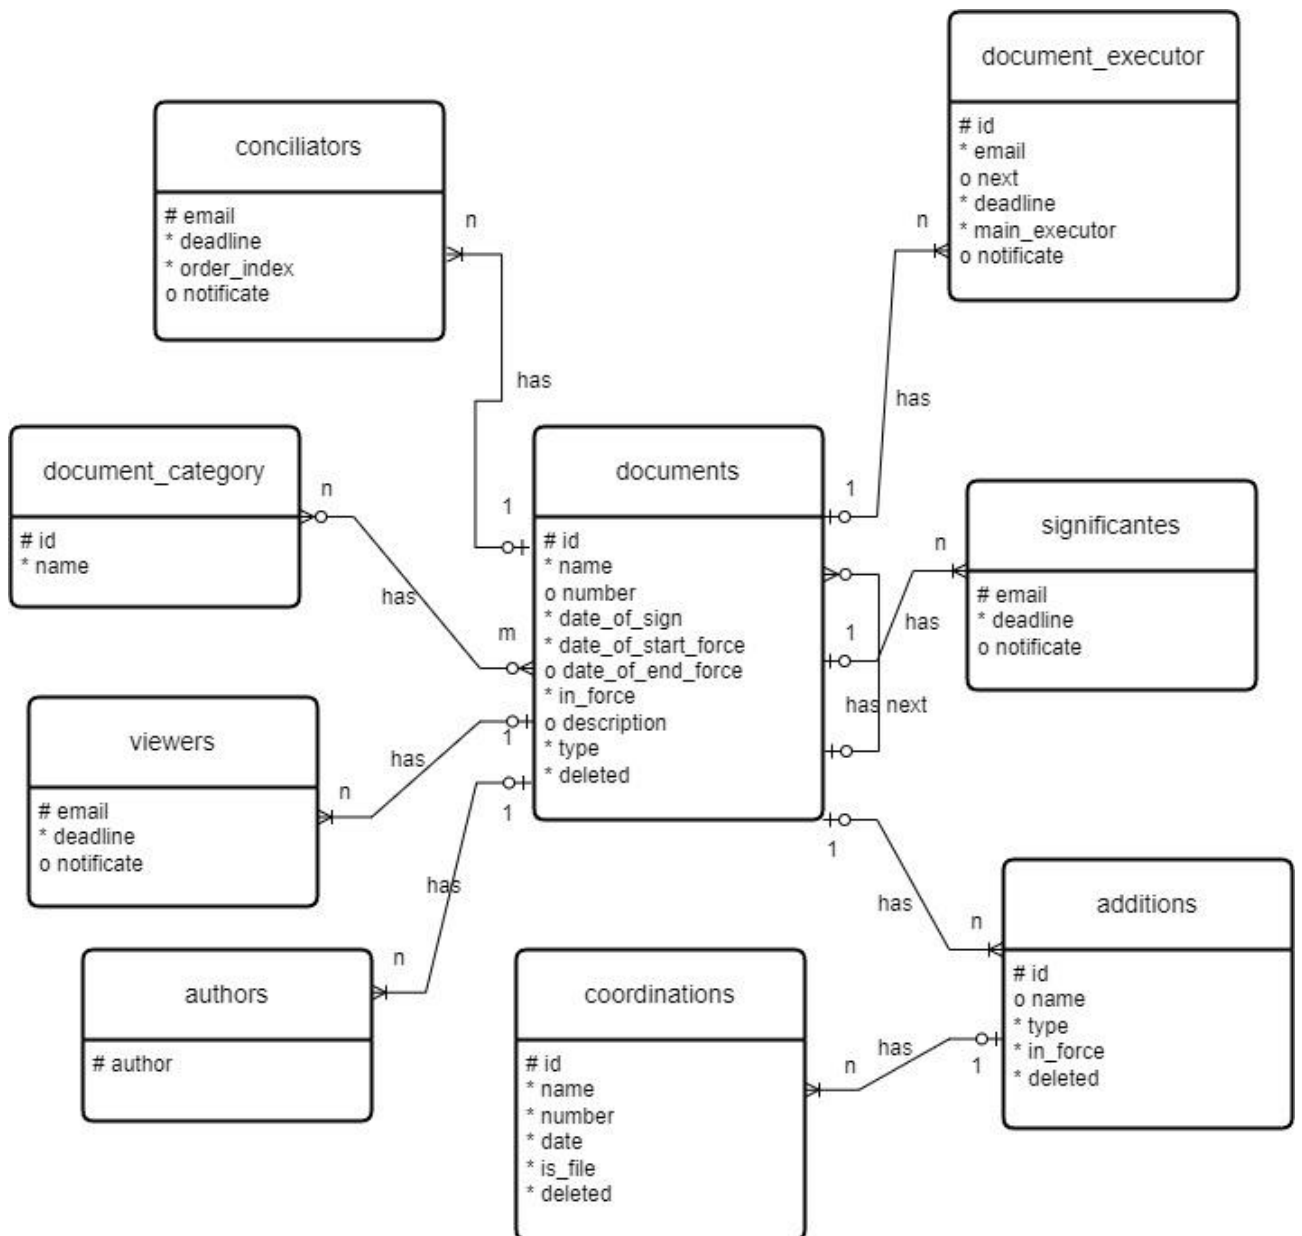 document_executor
# id
* email
o next
* deadline
* main_executor
o notificate
n
conciliators
# email
* deadline
* order_index
o notificate
n
has
has
document_category
# id
* name
n
has
m
1
documents
# id
* name
o number
* date_of_sign
* date_of_start_force
o date_of_end_force
* in_force
o description
* type
* deleted
1
1
has next
significantes
# email
* deadline
o notificate
n
has
viewers
# email
* deadline
o notificate
n
has
1
authors
# author
n
has
1
1
has
n
additions
# id
o name
* type
* in_force
* deleted
1
has
n
coordinations
# id
* name
* number
* date
* is_file
* deleted